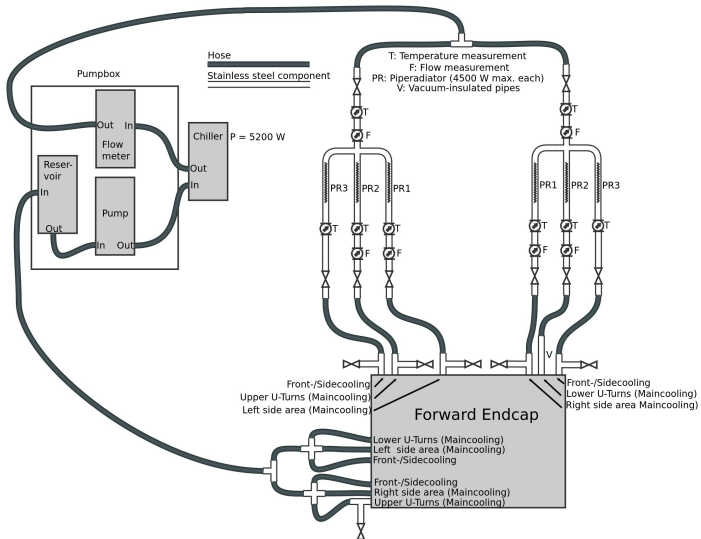 Hose
T: Temperature measurement
F: Flow measurement
Stainless steel component
PR: Piperadiator (4500 W max. each)
V: Vacuum-insulated pipes
Pumpbox
Out In
Flow
meter
Chiller
P = 5200 W
Out
In
Reser-
voir
In
Out
Pump
In Out
T
F
PR3
PR2
PR1
T
T
T
F
F
T
F
PR1
PR2
PR3
T
T
T
F
F
V
Front-/Sidecooling
Upper U-Turns (Maincooling)
Left side area (Maincooling)
Front-/Sidecooling
Lower U-Turns (Maincooling)
Right side area Maincooling)
Forward Endcap
Lower U-Turns (Maincooling)
Left side area (Maincooling)
Front-/Sidecooling
Front-/Sidecooling
Right side area (Maincooling)
Upper U-Turns (Maincooling)